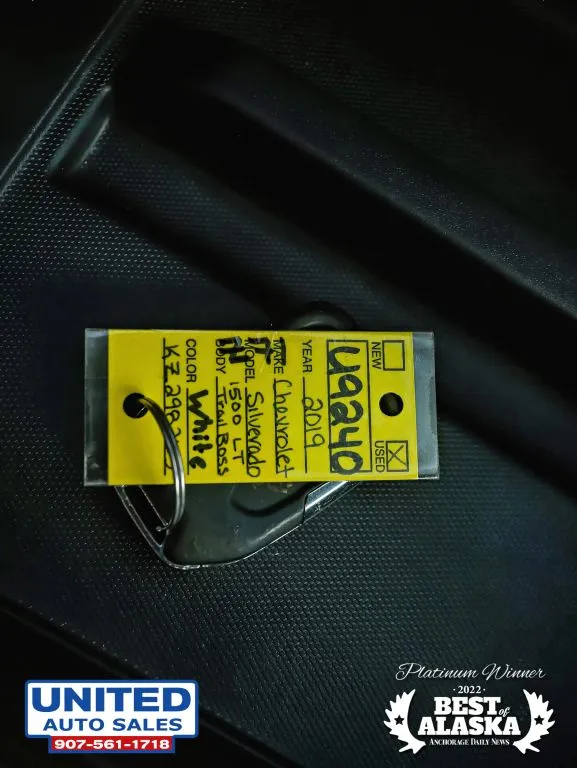 NEW USED
U9240
YEAR 2019
MAKE Chevrolet
MODEL Silverado
1500 LT
BODY Trail Boss
COLOR White
UNITED
AUTO SALES
907-561-1718
Platinum Winner
·2022·
BEST of
ALASKA
ANCHORAGE DAILY NEWS